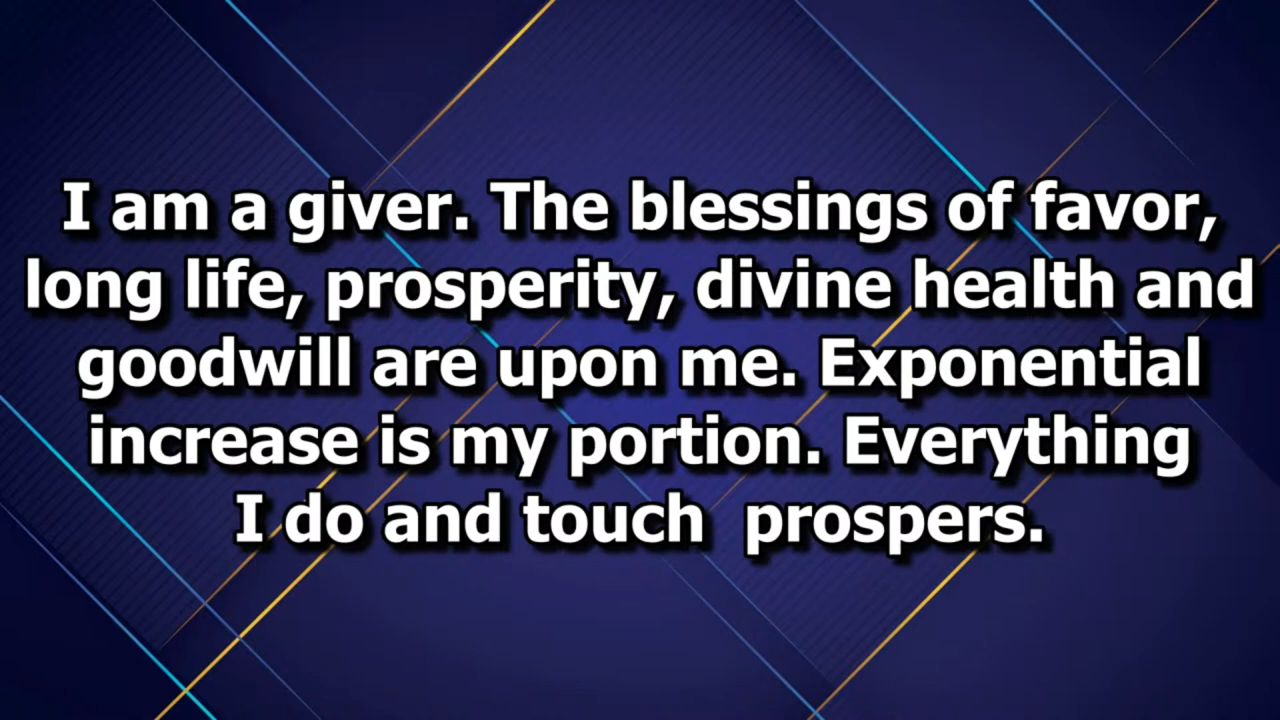 I am a giver. The blessings of favor,
long life, prosperity, divine health and
goodwill are upon me. Exponential
increase is my portion. Everything
I do and touch  prospers.